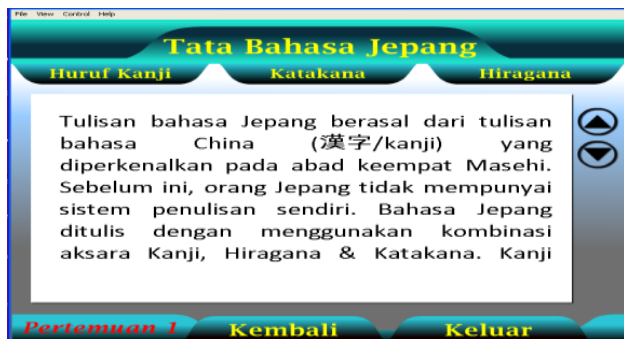 File View Control Help
Tata Bahasa Jepang
Huruf Kanji Katakana Hiragana
Tulisan bahasa Jepang berasal dari tulisan
bahasa China (漢字/kanji) yang
diperkenalkan pada abad keempat Masehi.
Sebelum ini, orang Jepang tidak mempunyai
sistem penulisan sendiri. Bahasa Jepang
ditulis dengan menggunakan kombinasi
aksara Kanji, Hiragana & Katakana. Kanji
Pertemuan 1 Kembali Keluar